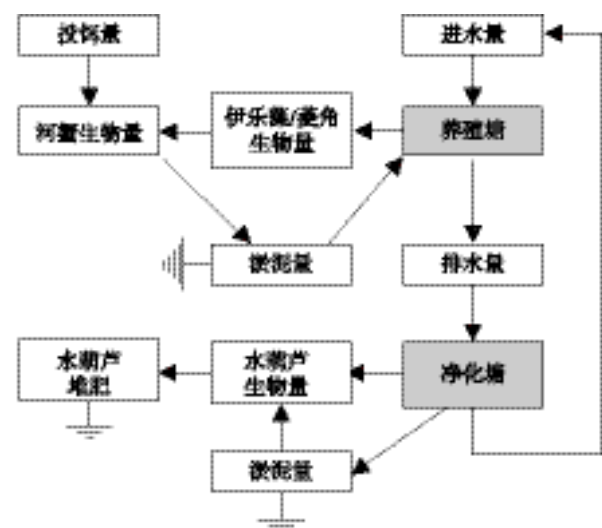 投饵量
进水量
河蟹生物量
伊乐藻/菱角
生物量
养殖塘
淤泥量
排水量
水葫芦
堆肥
水葫芦
生物量
净化塘
淤泥量